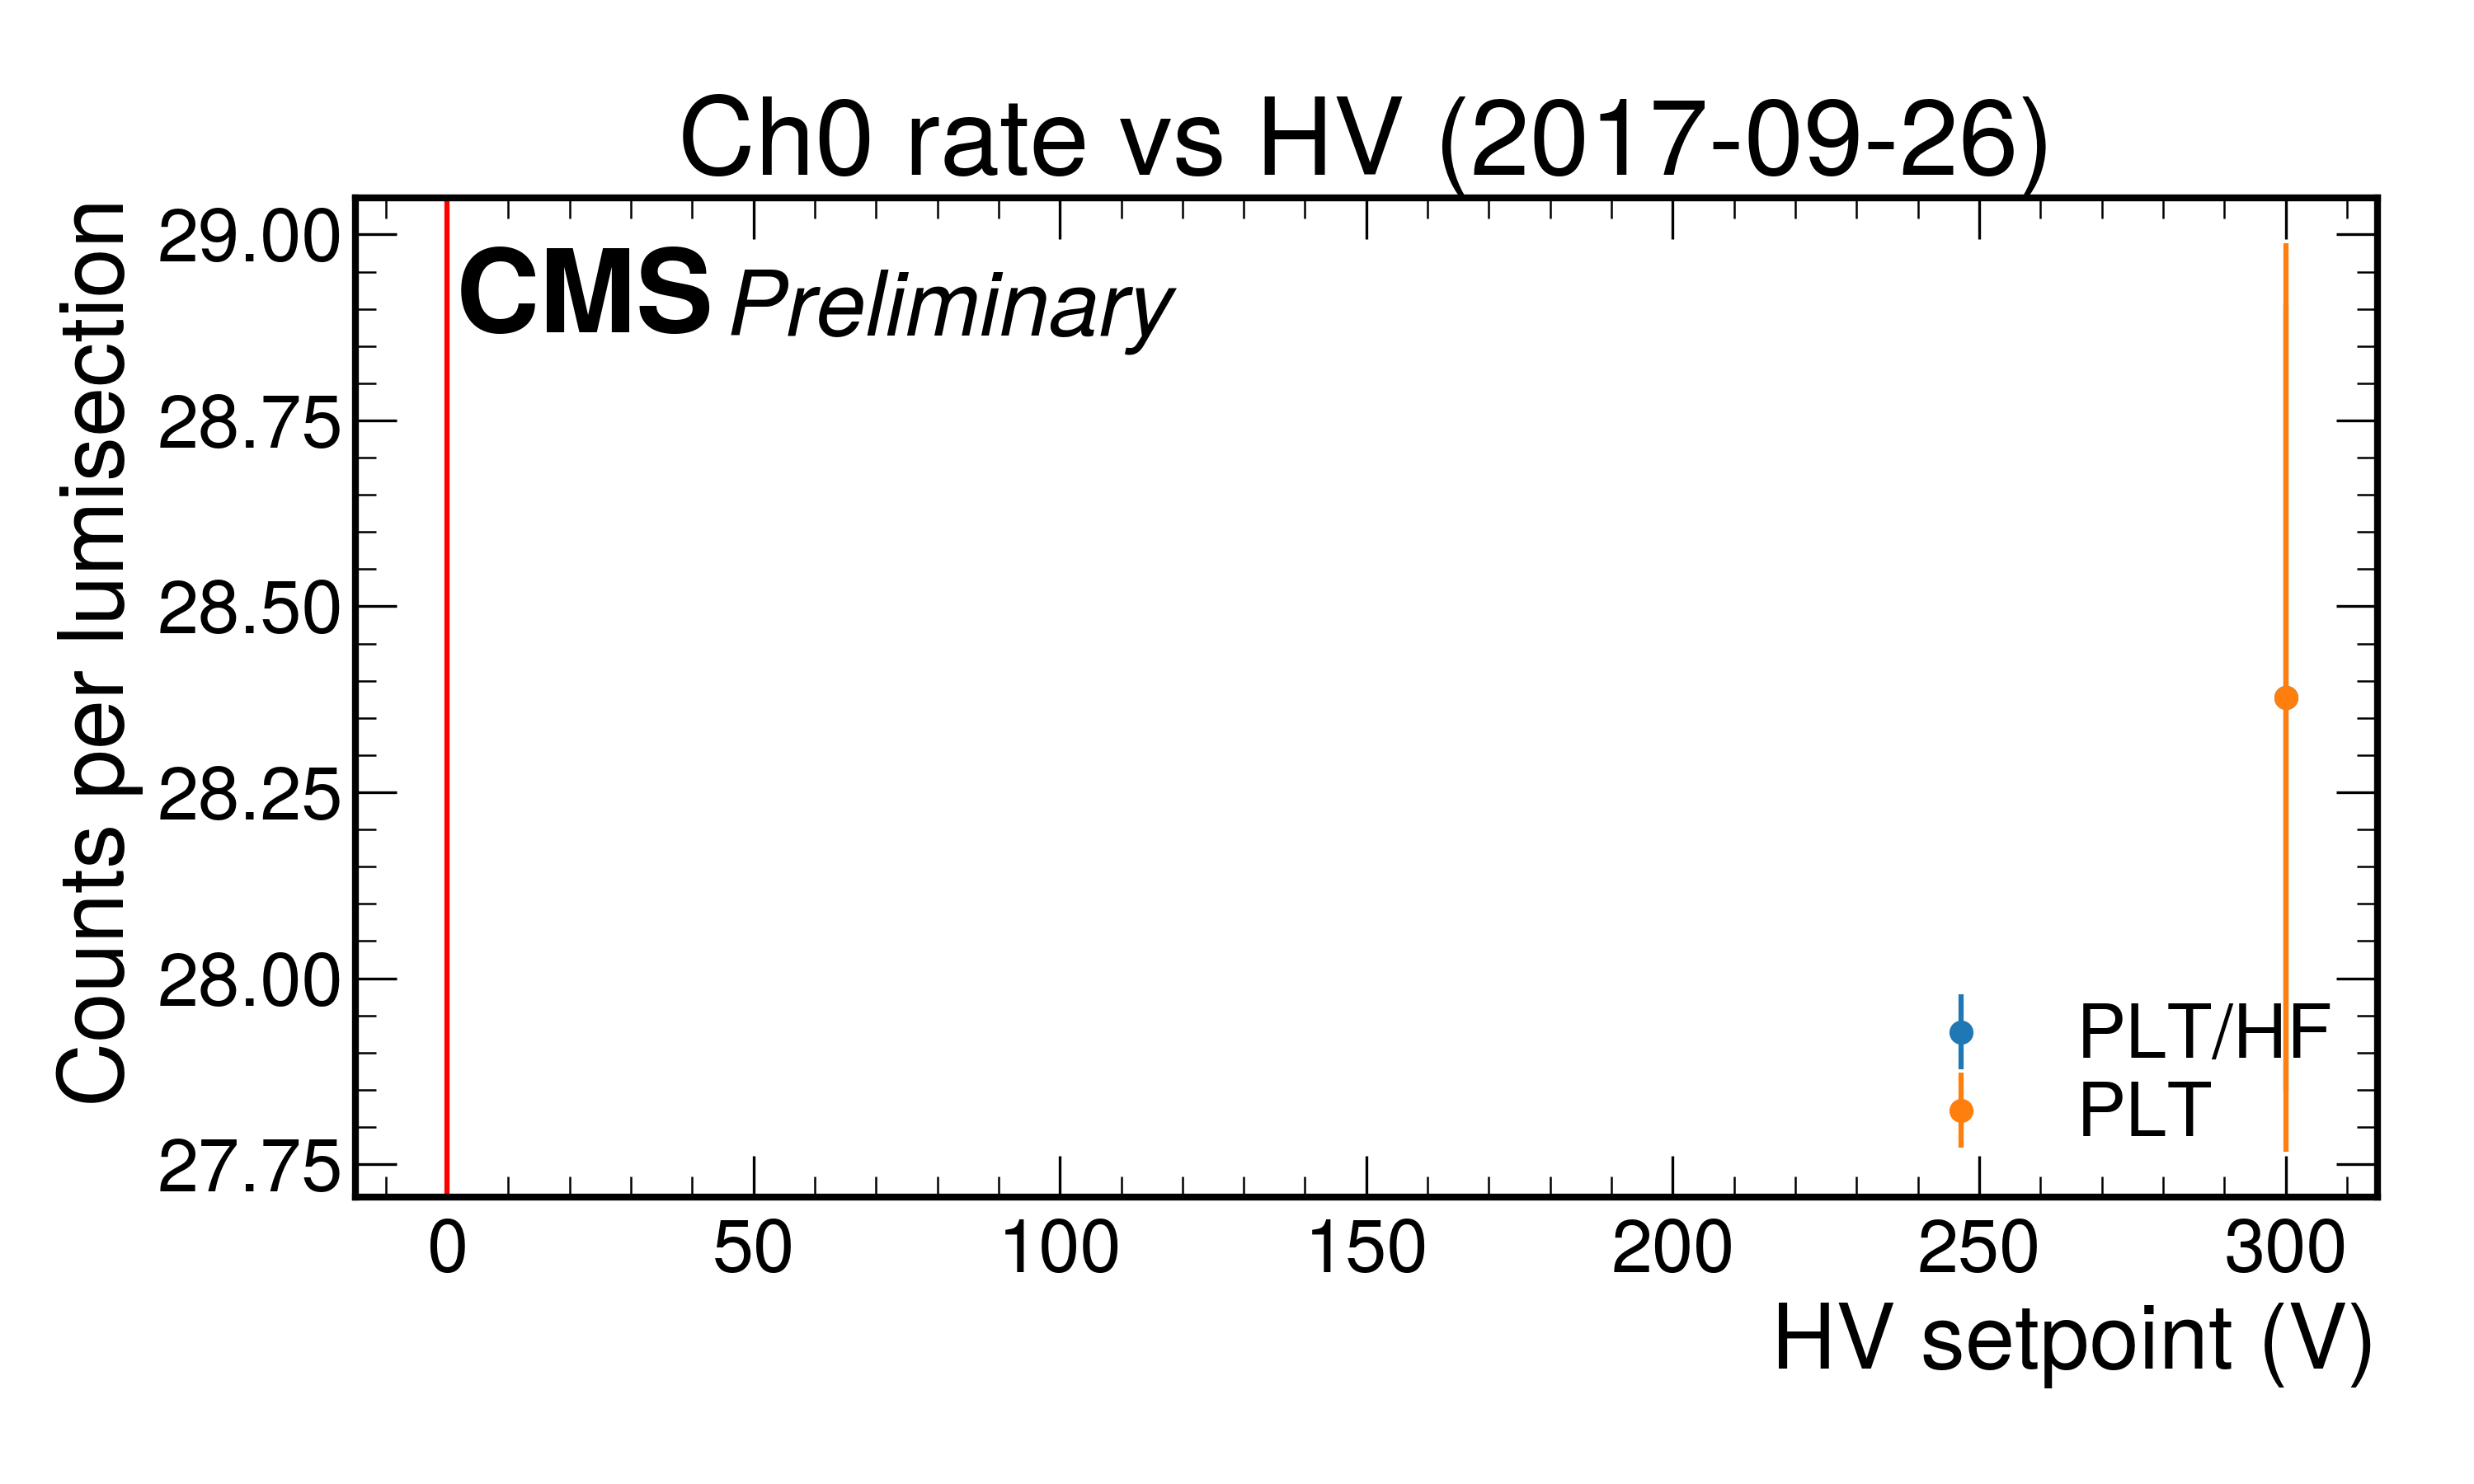 Ch0 rate vs HV (2017-09-26)
CMS Preliminary
Counts per lumisection
29.00
28.75
28.50
28.25
28.00
27.75
PLT/HF
PLT
0 50 100 150 200 250 300
HV setpoint (V)